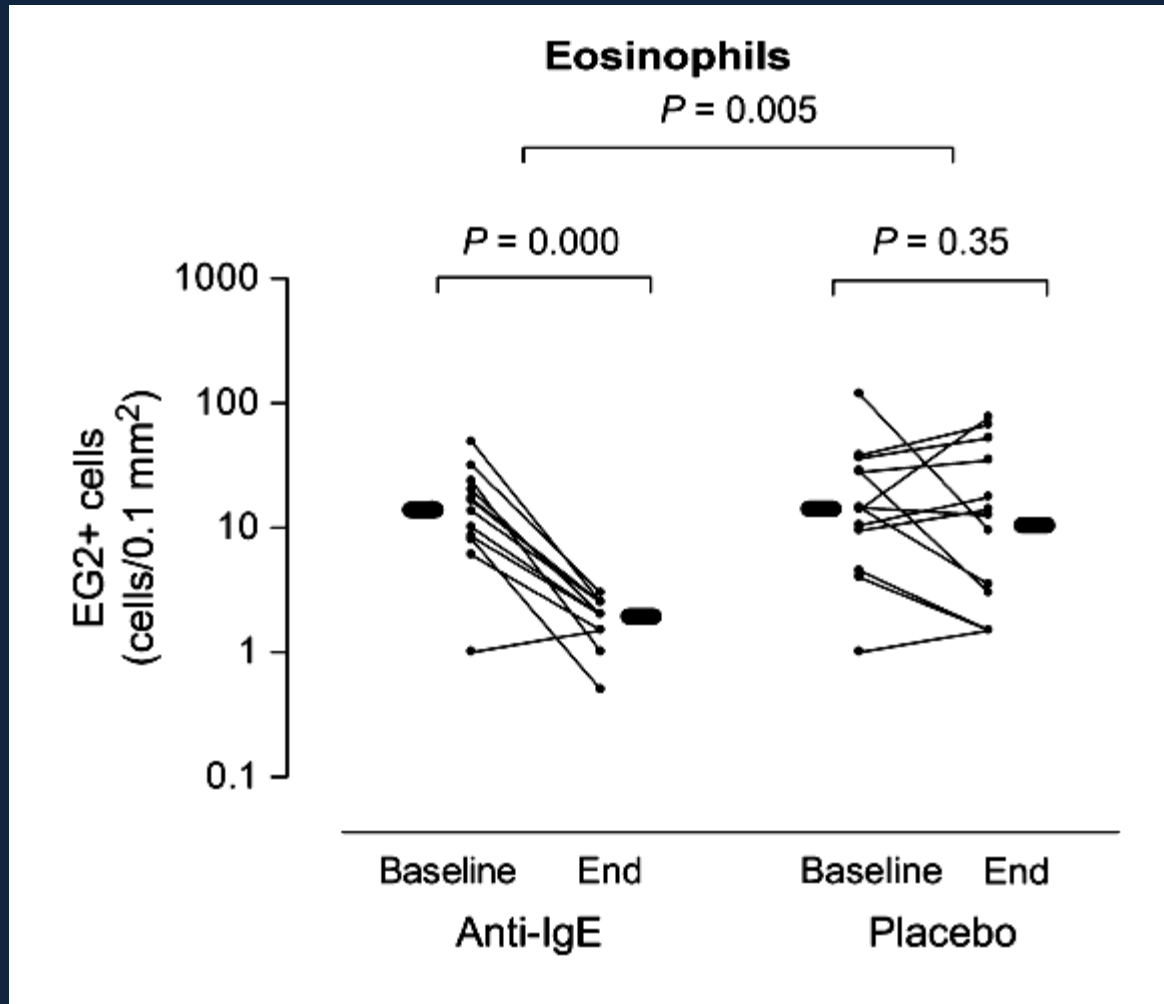 Eosinophils
P = 0.005
P = 0.000
P = 0.35
1000
100
10
1
0.1
EG2+ cells
(cells/0.1 mm²)
Baseline End Baseline End
Anti-IgE Placebo